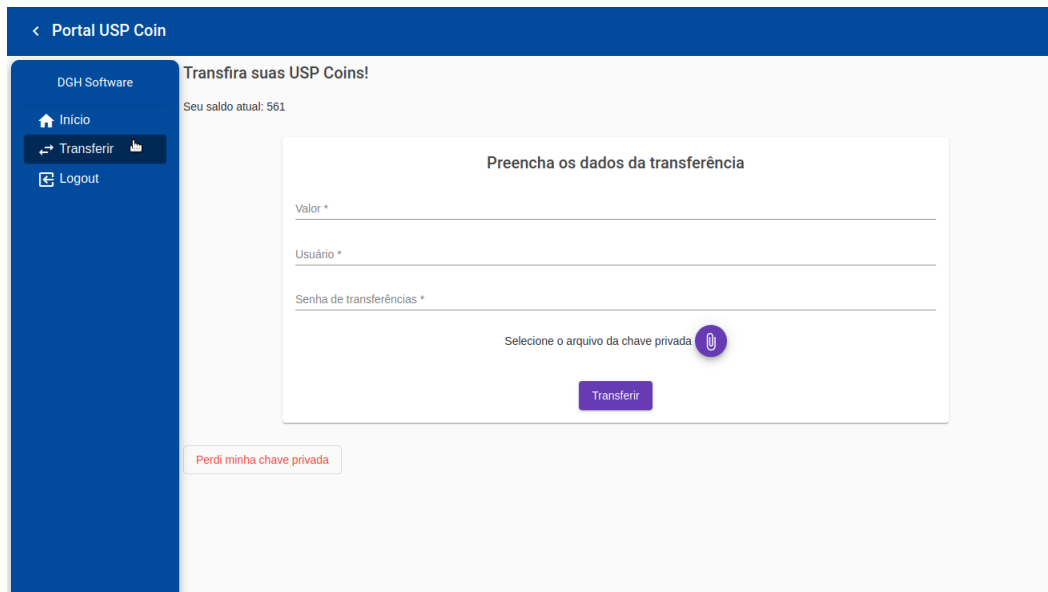 Portal USP Coin
DGH Software
Início
Transferir
Logout
Transfira suas USP Coins!
Seu saldo atual: 561
Preencha os dados da transferência
Valor *
Usuário *
Senha de transferências *
Selecione o arquivo da chave privada
Transferir
Perdi minha chave privada